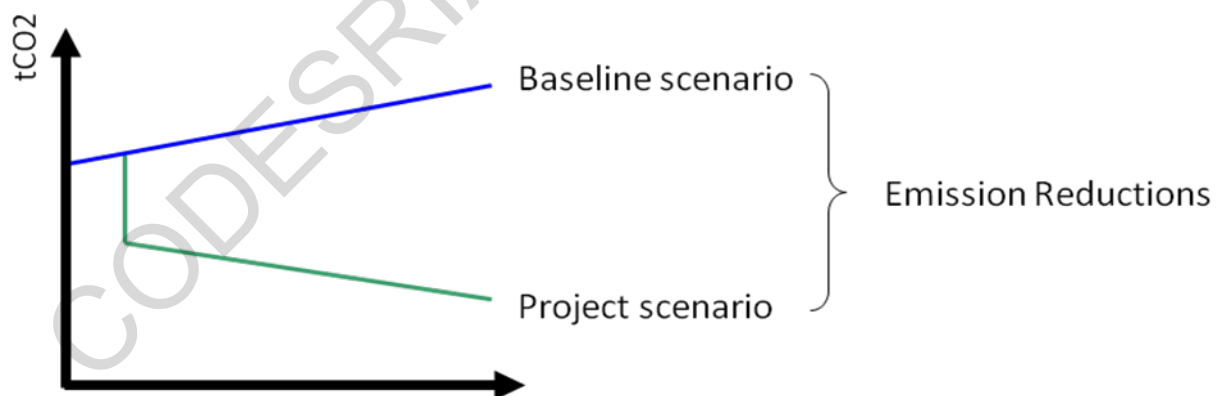 tCO2
Baseline scenario
Emission Reductions
Project scenario
CODESRIA